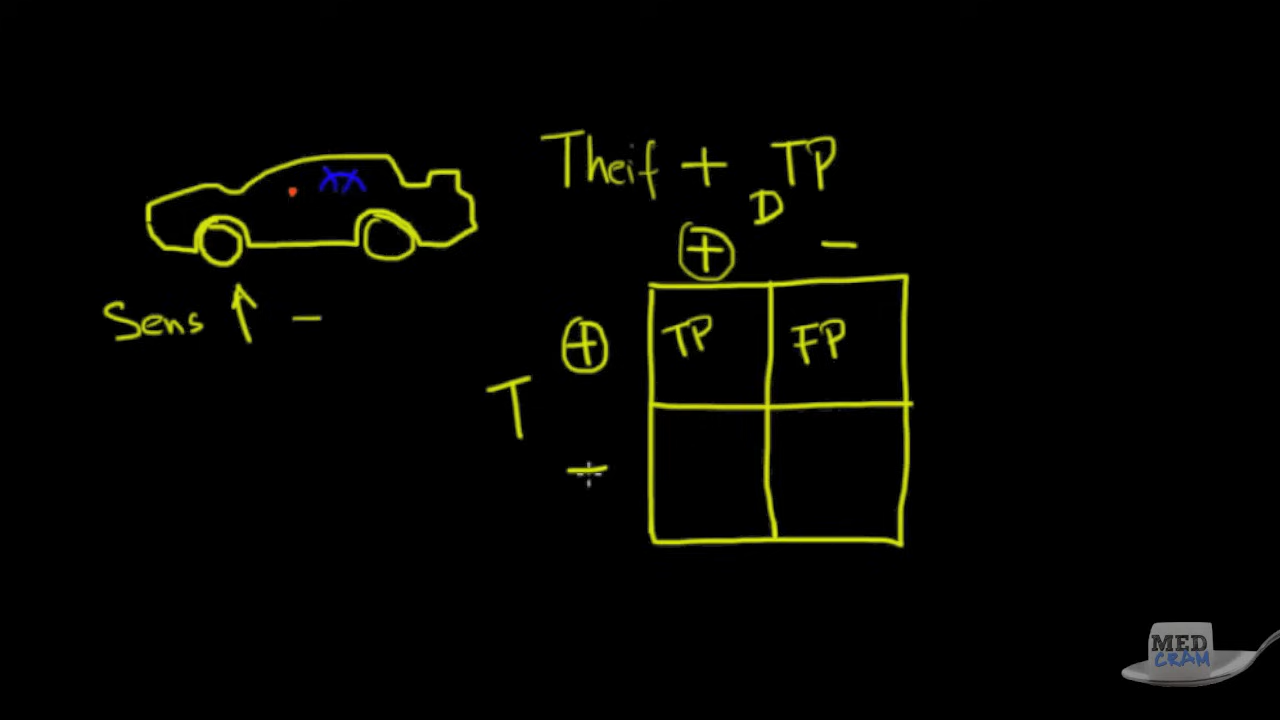 Theif + TP
D
+ -
Sens ↑ -
+ TP FP
T
-
MED
CRAM